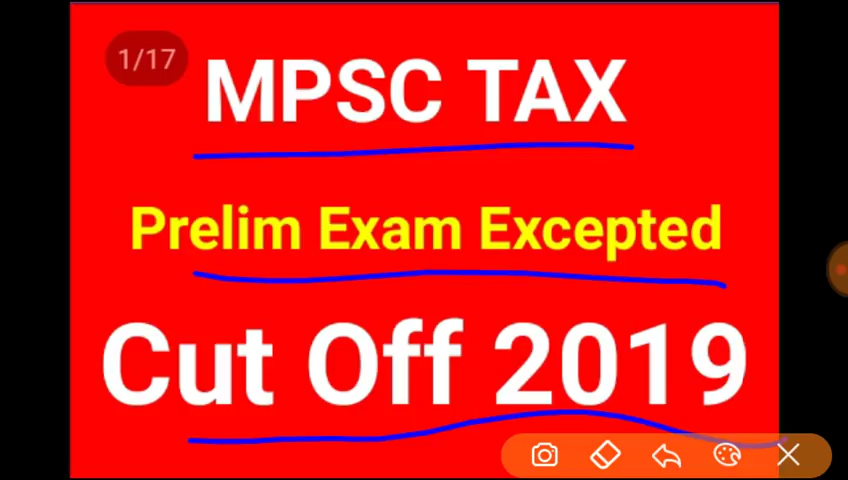 1/17
MPSC TAX
Prelim Exam Excepted
Cut Off 2019